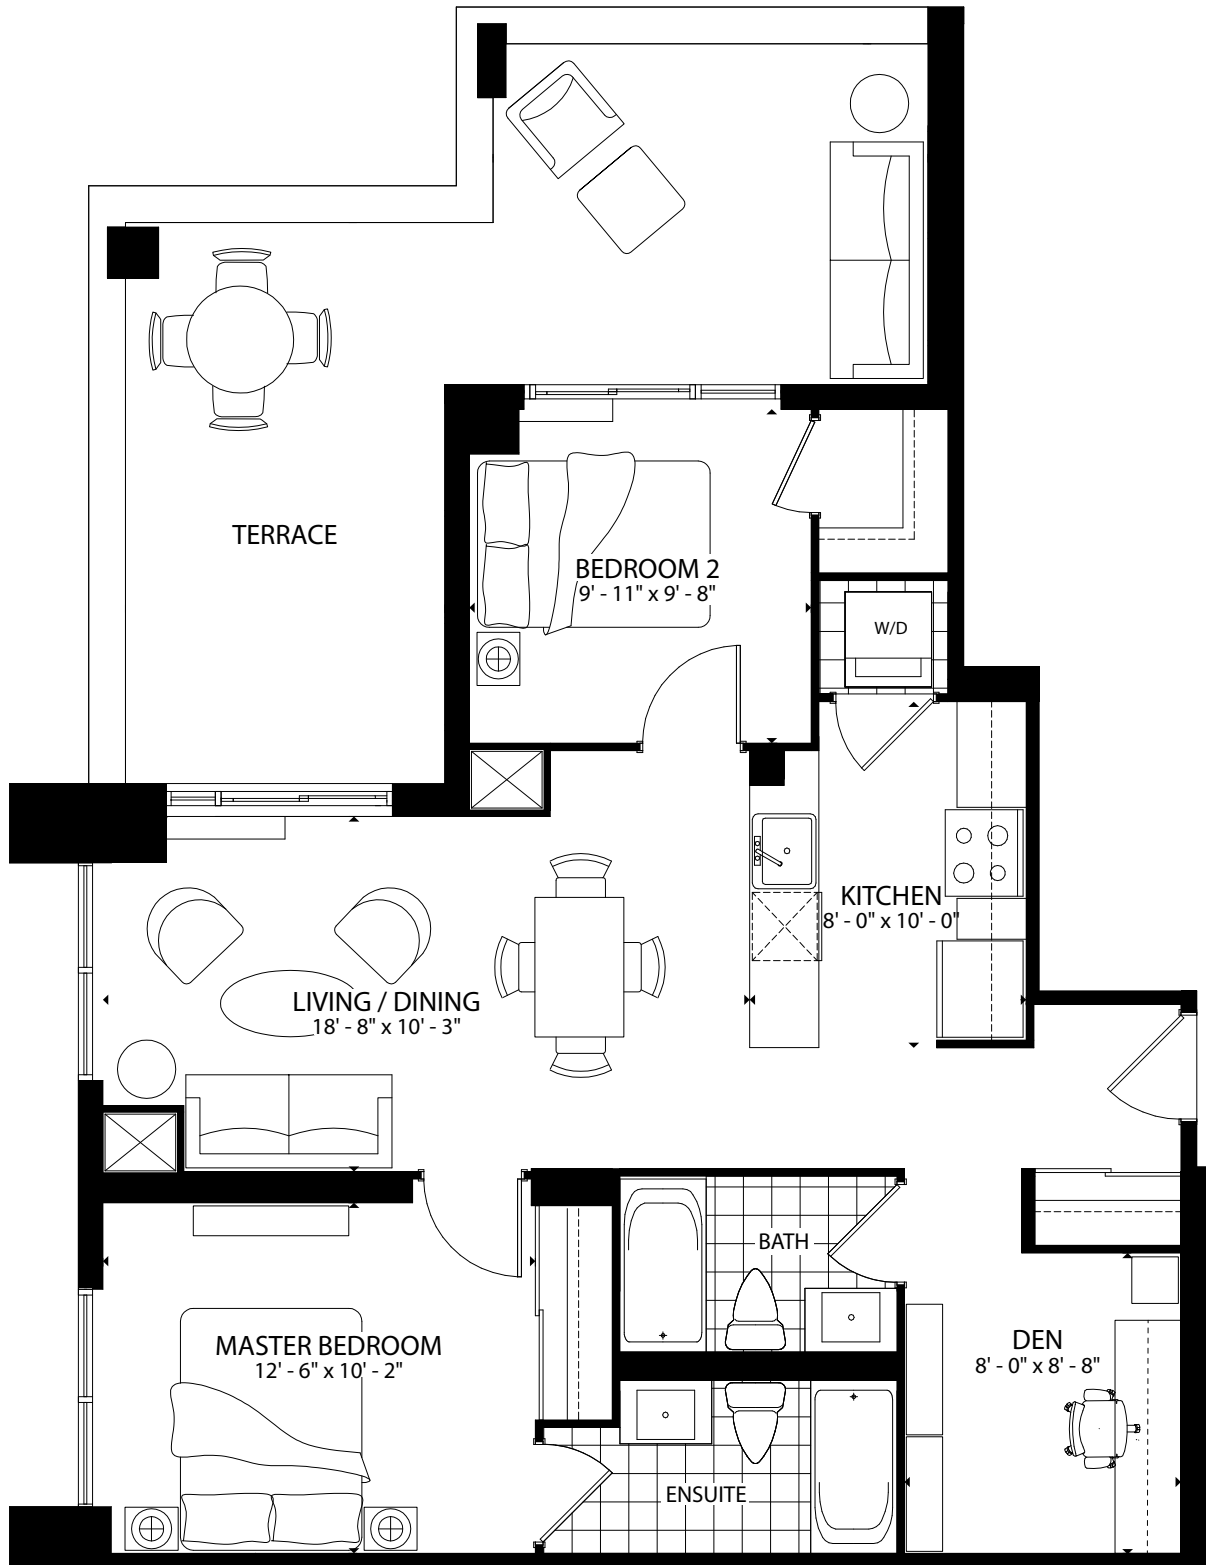 TERRACE
BEDROOM 2
9' - 11" x 9' - 8"
W/D
KITCHEN
8' - 0" x 10' - 0"
LIVING / DINING
18' - 8" x 10' - 3"
BATH
MASTER BEDROOM
12' - 6" x 10' - 2"
DEN
8' - 0" x 8' - 8"
ENSUITE